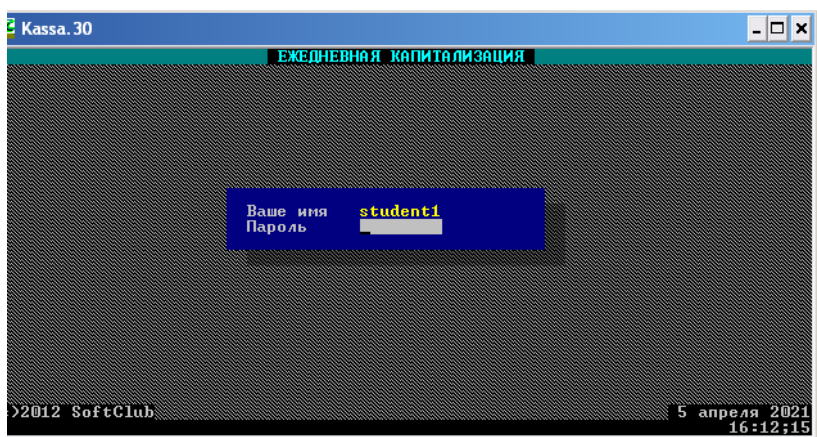 Kassa.30
ЕЖЕДНЕВНАЯ КАПИТАЛИЗАЦИЯ
Ваше имя student1
Пароль
)2012 SoftClub
5 апреля 2021
16:12;15